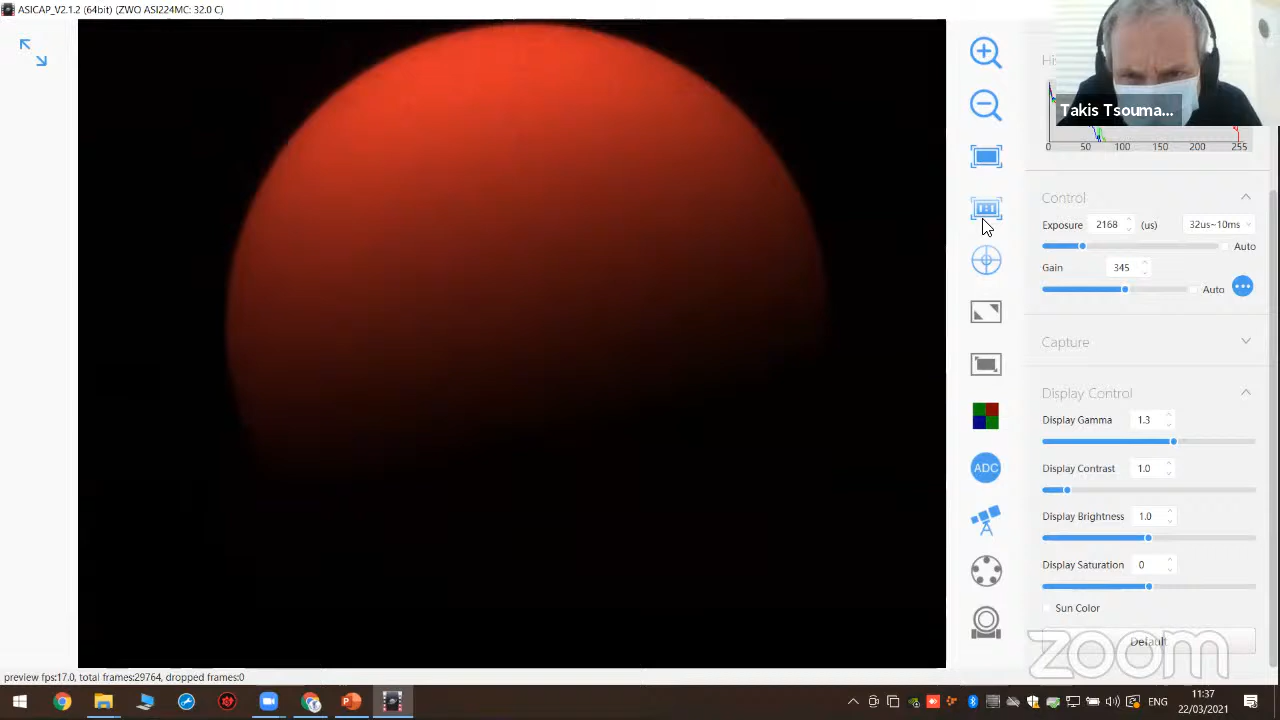 ASICAP_V2.1.2 (64bit) (ZWO ASI224MC: 32.0 C)
Takis Tsouma...
0 50 100 150 200 255
Control
Exposure 2168 (us) 32us~10ms
Auto
Gain 345
Auto
Capture
Display Control
Display Gamma 1.3
Display Contrast 1.0
Display Brightness 1.0
Display Saturation 0
Sun Color
Default
1:1
ADC
zoom
preview fps:17.0, total frames:29764, dropped frames:0
ENG
11:37
22/03/2021